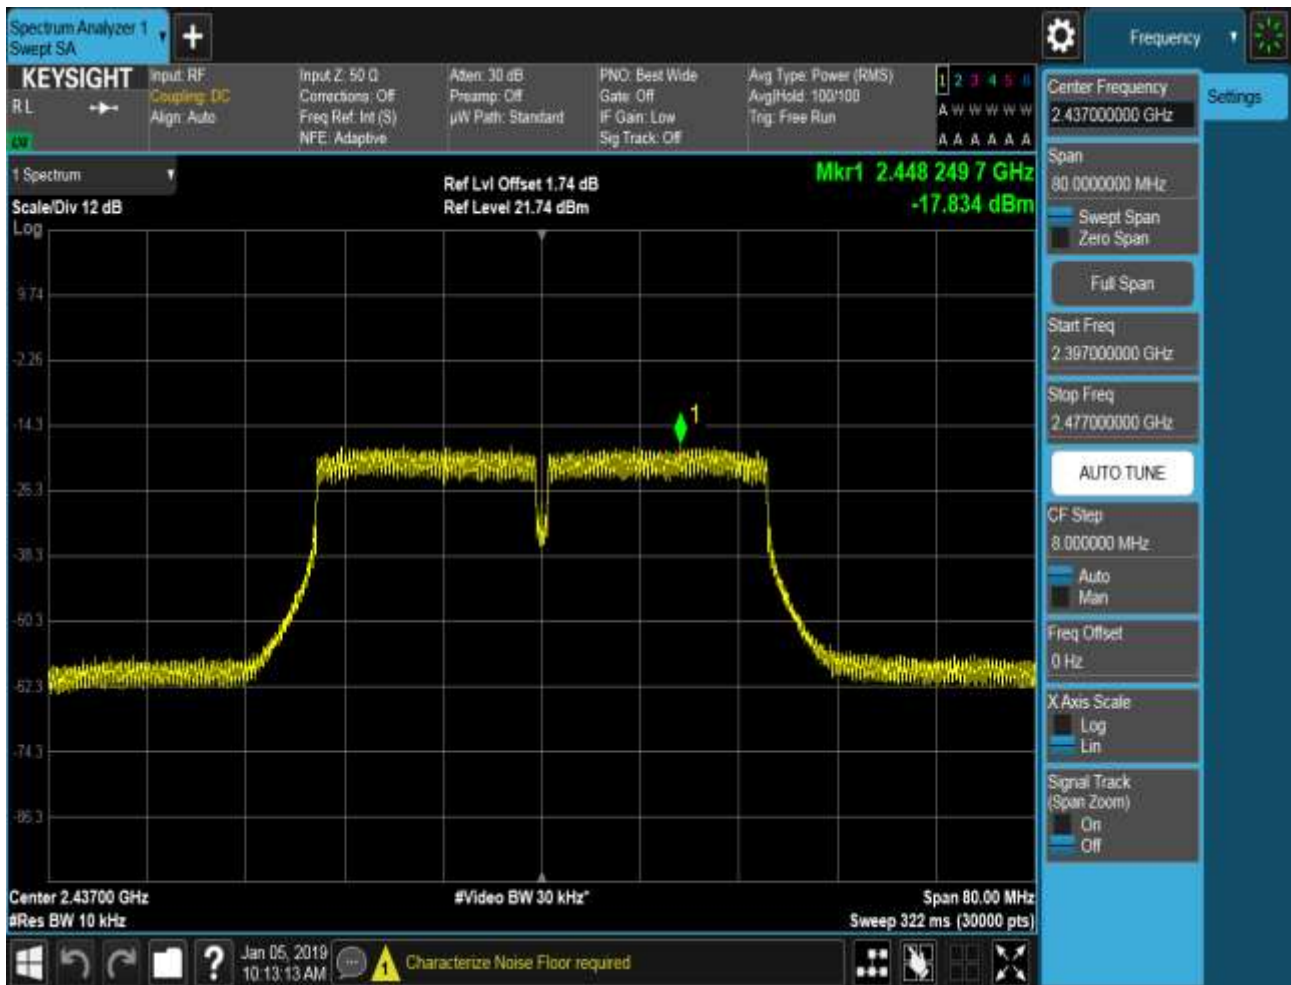 Spectrum Analyzer 1
Swept SA
+
Frequency
KEYSIGHT
R L
Input: RF
Coupling: DC
Align: Auto
Input Z: 50 Ω
Corrections: Off
Freq Ref: Int (S)
NFE: Adaptive
Atten: 30 dB
Preamp: Off
µW Path: Standard
PNO: Best Wide
Gate: Off
IF Gain: Low
Sig Track: Off
Avg Type: Power (RMS)
Avg|Hold: 100/100
Trig: Free Run
1 2 3 4 5 6
A W W W W W
A A A A A A
1 Spectrum
Scale/Div 12 dB
Log
Ref Lvl Offset 1.74 dB
Ref Level 21.74 dBm
Mkr1 2.448 249 7 GHz
-17.834 dBm
9.74
-2.26
-14.3
-26.3
-38.3
-50.3
-62.3
-74.3
-86.3
1
Center 2.43700 GHz
#Res BW 10 kHz
#Video BW 30 kHz*
Span 80.00 MHz
Sweep 322 ms (30000 pts)
Center Frequency
2.437000000 GHz
Settings
Span
80.0000000 MHz
Swept Span
Zero Span
Full Span
Start Freq
2.397000000 GHz
Stop Freq
2.477000000 GHz
AUTO TUNE
CF Step
8.000000 MHz
Auto
Man
Freq Offset
0 Hz
X Axis Scale
Log
Lin
Signal Track
(Span Zoom)
On
Off
?
Jan 05, 2019
10:13:13 AM
1
Characterize Noise Floor required